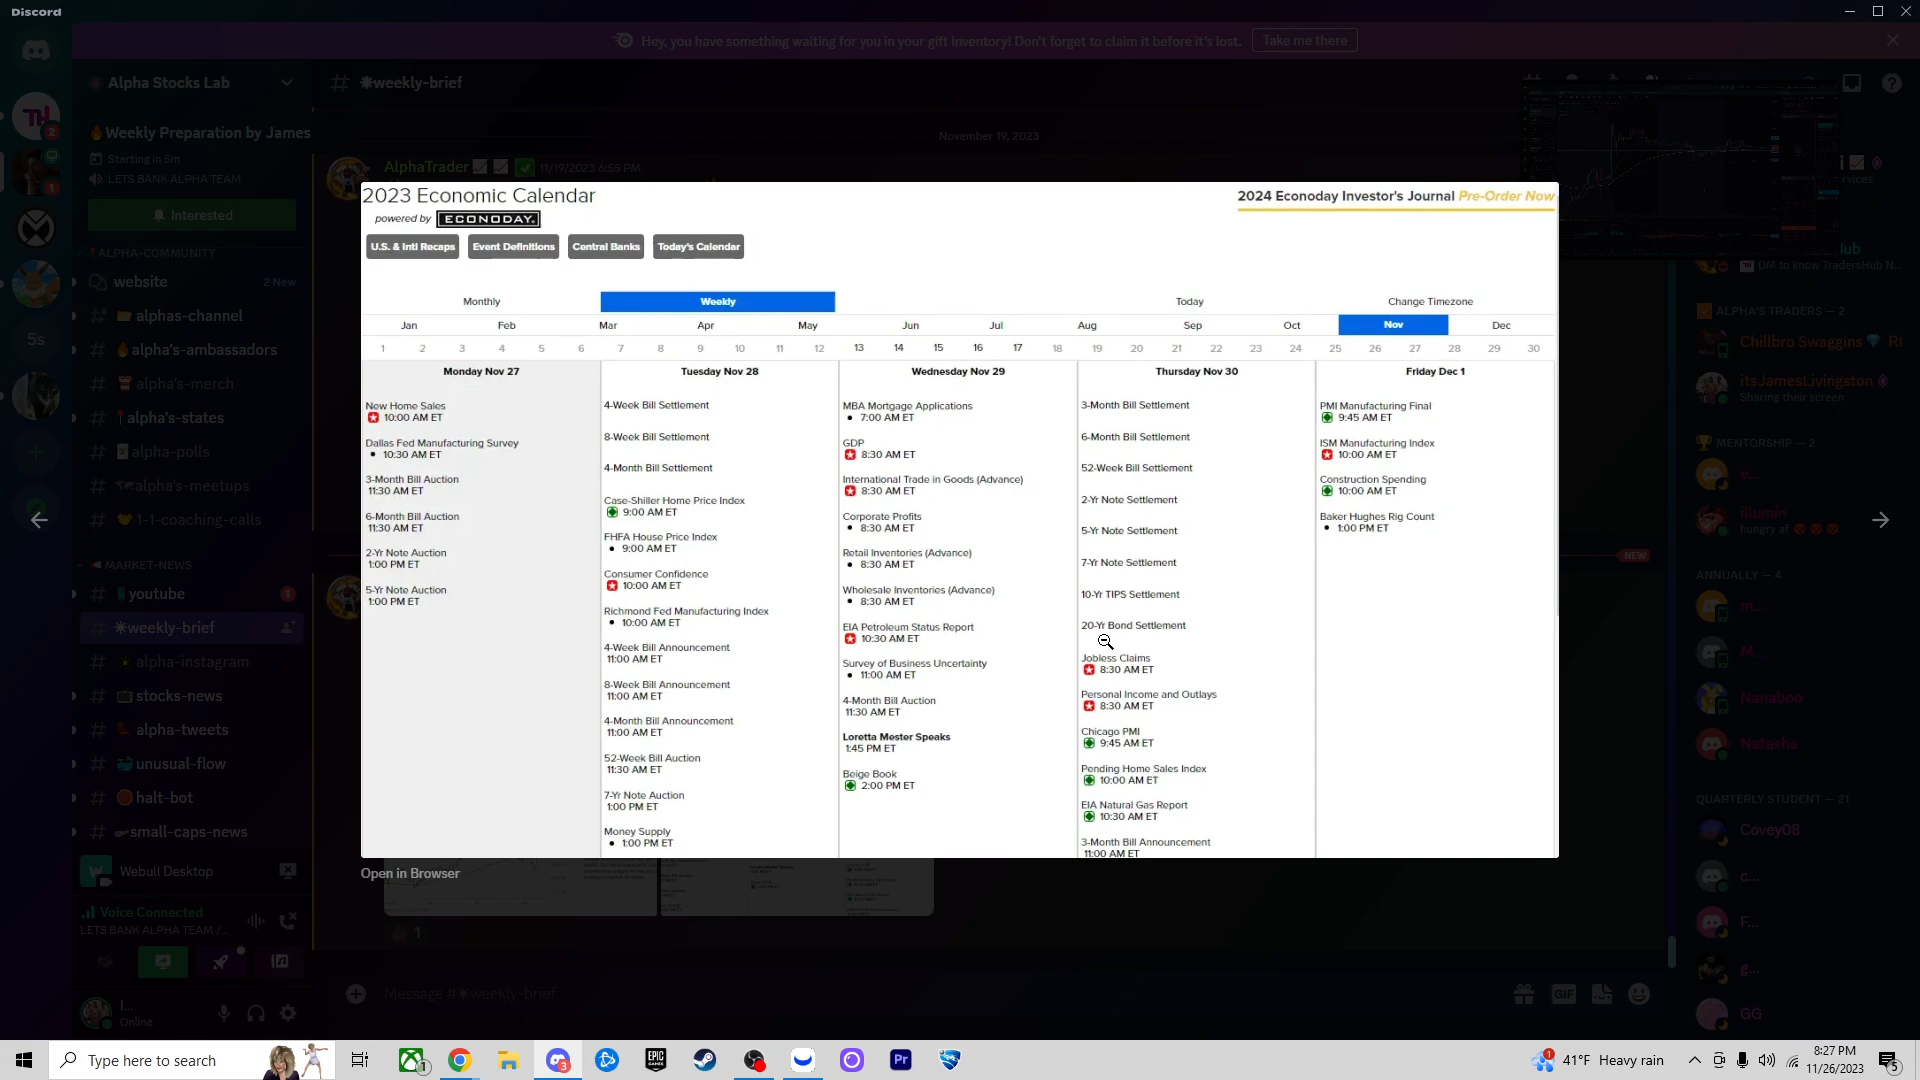 Discord
Hey, you have something waiting for you in your gift inventory! Don't forget to claim it before it's lost.
Take me there
Alpha Stocks Lab
# ✳weekly-brief
🔥Weekly Preparation by James
Starting in 5m
LETS BANK ALPHA TEAM
Interested
ALPHA-COMMUNITY
website
2 New
alphas-channel
alpha's-ambassadors
alpha's-merch
alpha's-states
alpha-polls
alpha's-meetups
1-1-coaching-calls
MARKET-NEWS
youtube
1
✳weekly-brief
alpha-instagram
stocks-news
alpha-tweets
unusual-flow
halt-bot
small-caps-news
Webull Desktop
Voice Connected
LETS BANK ALPHA TEAM /...
I...
Online
5s
November 19, 2023
AlphaTrader
11/19/2023 6:55 PM
2023 Economic Calendar
powered by ECONODAY.
2024 Econoday Investor's Journal Pre-Order Now
U.S. & Intl Recaps Event Definitions Central Banks Today's Calendar
Monthly Weekly Today Change Timezone
Jan Feb Mar Apr May Jun Jul Aug Sep Oct Nov Dec
1 2 3 4 5 6 7 8 9 10 11 12 13 14 15 16 17 18 19 20 21 22 23 24 25 26 27 28 29 30
Monday Nov 27
New Home Sales
10:00 AM ET
Dallas Fed Manufacturing Survey
10:30 AM ET
3-Month Bill Auction
11:30 AM ET
6-Month Bill Auction
11:30 AM ET
2-Yr Note Auction
1:00 PM ET
5-Yr Note Auction
1:00 PM ET
Tuesday Nov 28
4-Week Bill Settlement
8-Week Bill Settlement
4-Month Bill Settlement
Case-Shiller Home Price Index
9:00 AM ET
FHFA House Price Index
9:00 AM ET
Consumer Confidence
10:00 AM ET
Richmond Fed Manufacturing Index
10:00 AM ET
4-Week Bill Announcement
11:00 AM ET
8-Week Bill Announcement
11:00 AM ET
4-Month Bill Announcement
11:00 AM ET
52-Week Bill Auction
11:30 AM ET
7-Yr Note Auction
1:00 PM ET
Money Supply
1:00 PM ET
Wednesday Nov 29
MBA Mortgage Applications
7:00 AM ET
GDP
8:30 AM ET
International Trade in Goods (Advance)
8:30 AM ET
Corporate Profits
8:30 AM ET
Retail Inventories (Advance)
8:30 AM ET
Wholesale Inventories (Advance)
8:30 AM ET
EIA Petroleum Status Report
10:30 AM ET
Survey of Business Uncertainty
11:00 AM ET
4-Month Bill Auction
11:30 AM ET
Loretta Mester Speaks
1:45 PM ET
Beige Book
2:00 PM ET
Thursday Nov 30
3-Month Bill Settlement
6-Month Bill Settlement
52-Week Bill Settlement
2-Yr Note Settlement
5-Yr Note Settlement
7-Yr Note Settlement
10-Yr TIPS Settlement
20-Yr Bond Settlement
Jobless Claims
8:30 AM ET
Personal Income and Outlays
8:30 AM ET
Chicago PMI
9:45 AM ET
Pending Home Sales Index
10:00 AM ET
EIA Natural Gas Report
10:30 AM ET
3-Month Bill Announcement
11:00 AM ET
Friday Dec 1
PMI Manufacturing Final
9:45 AM ET
ISM Manufacturing Index
10:00 AM ET
Construction Spending
10:00 AM ET
Baker Hughes Rig Count
1:00 PM ET
Open in Browser
1
NEW
Message #✳weekly-brief
GIF
DM to know TradersHub N...
ALPHA'S TRADERS — 2
Chillbro Swaggins
itsJamesLivingston
Sharing their screen
MENTORSHIP — 2
e...
illumin
hungry af
ANNUALLY — 4
m...
M...
Nanaboo
Natasha
QUARTERLY STUDENT — 21
Covey08
c...
F...
g...
GG
Type here to search
41°F Heavy rain
8:27 PM
11/26/2023